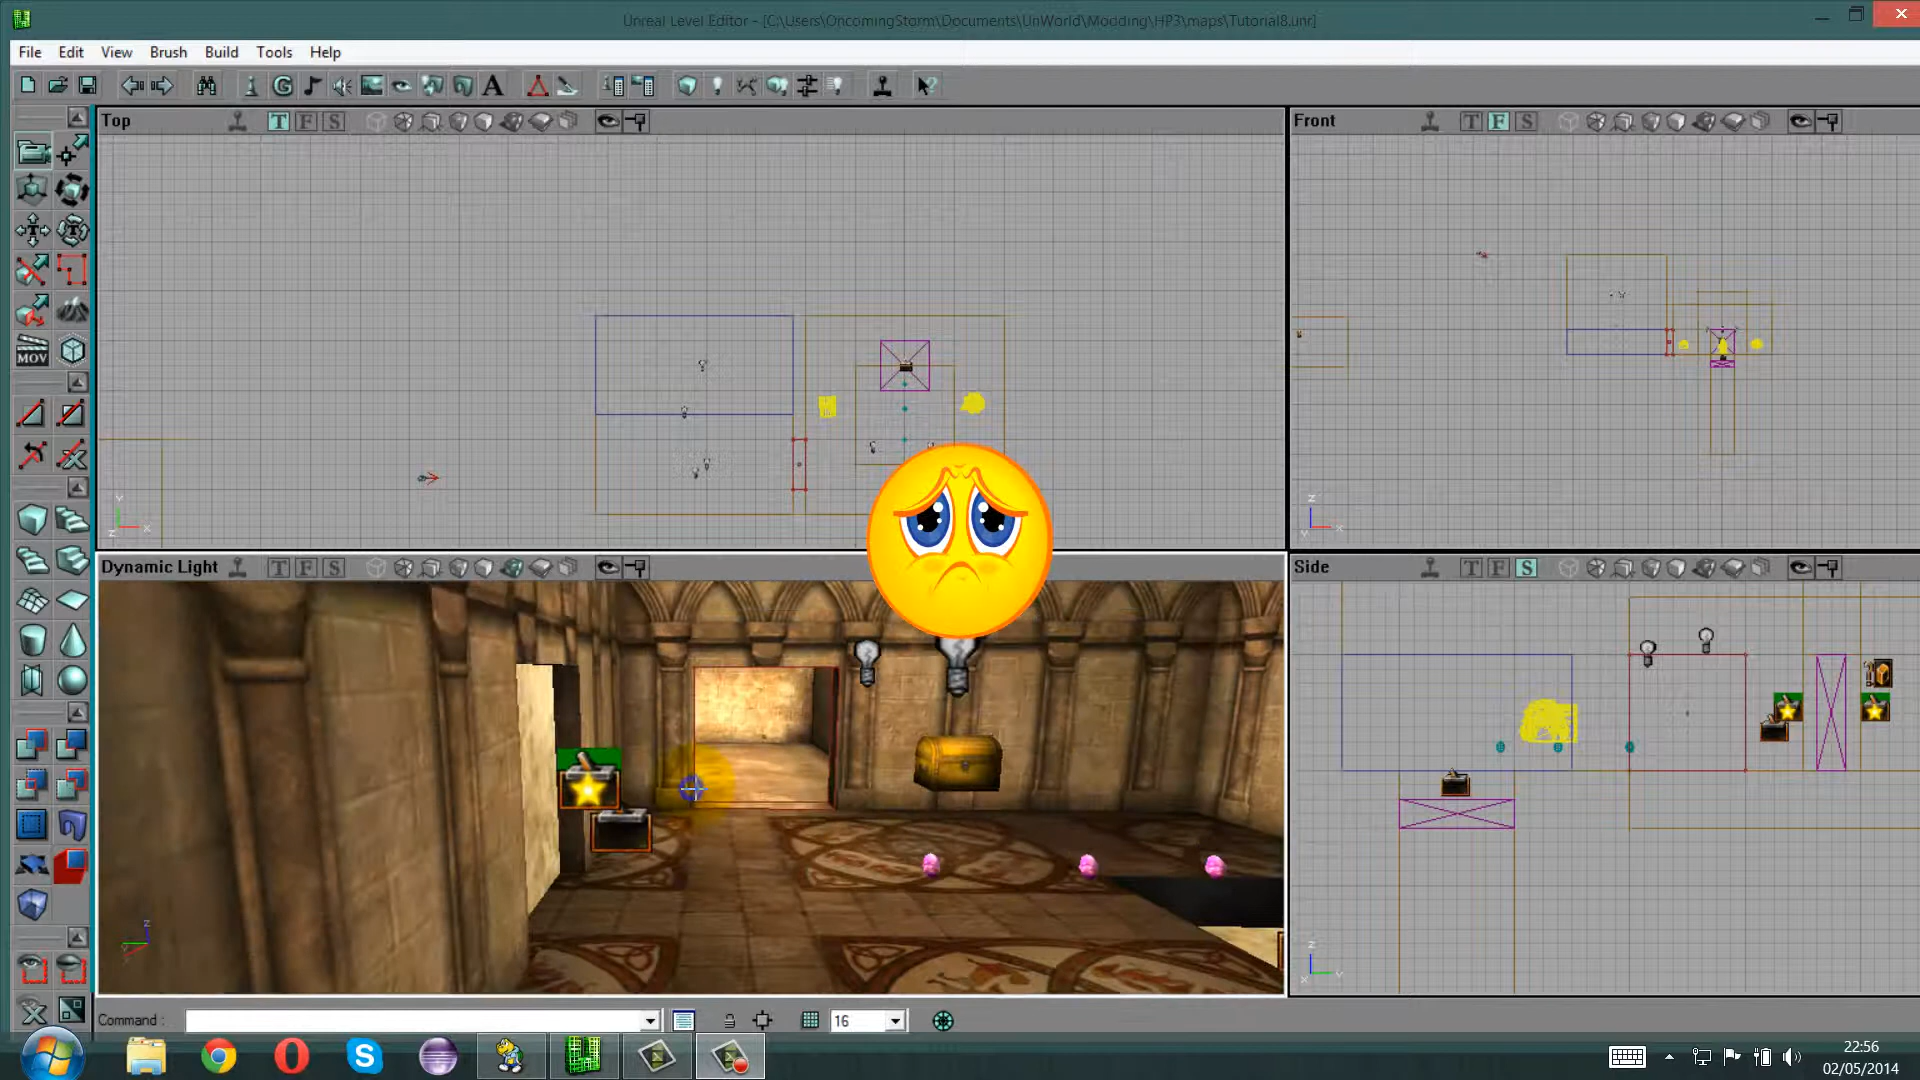 Unreal Level Editor - [C:\Users\OncomingStorm\Documents\UnWorld\Modding\HP3\maps\Tutorial8.unr]
File Edit View Brush Build Tools Help
Top T F S
Front T F S
MOV
Dynamic Light T F S
Side T F S
Command :
16
22:56
02/05/2014